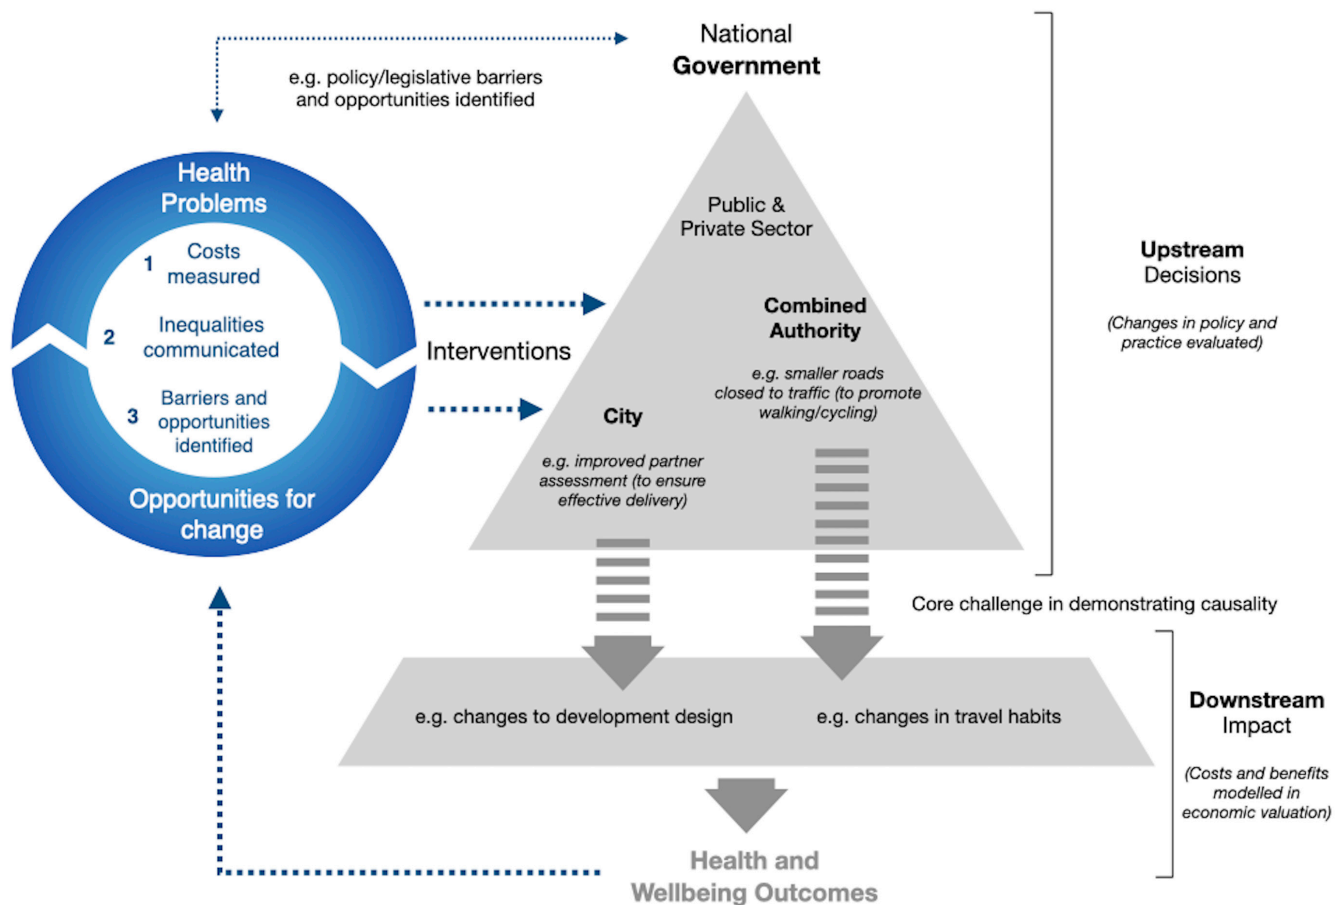 National
Government
e.g. policy/legislative barriers
and opportunities identified
Health
Problems
1 Costs
measured
2 Inequalities
communicated
3 Barriers and
opportunities
identified
Opportunities for
change
Interventions
Public &
Private Sector
Combined
Authority
e.g. smaller roads
closed to traffic (to promote
walking/cycling)
City
e.g. improved partner
assessment (to ensure
effective delivery)
Upstream
Decisions
(Changes in policy and
practice evaluated)
Core challenge in demonstrating causality
e.g. changes to development design
e.g. changes in travel habits
Downstream
Impact
(Costs and benefits
modelled in
economic valuation)
Health and
Wellbeing Outcomes